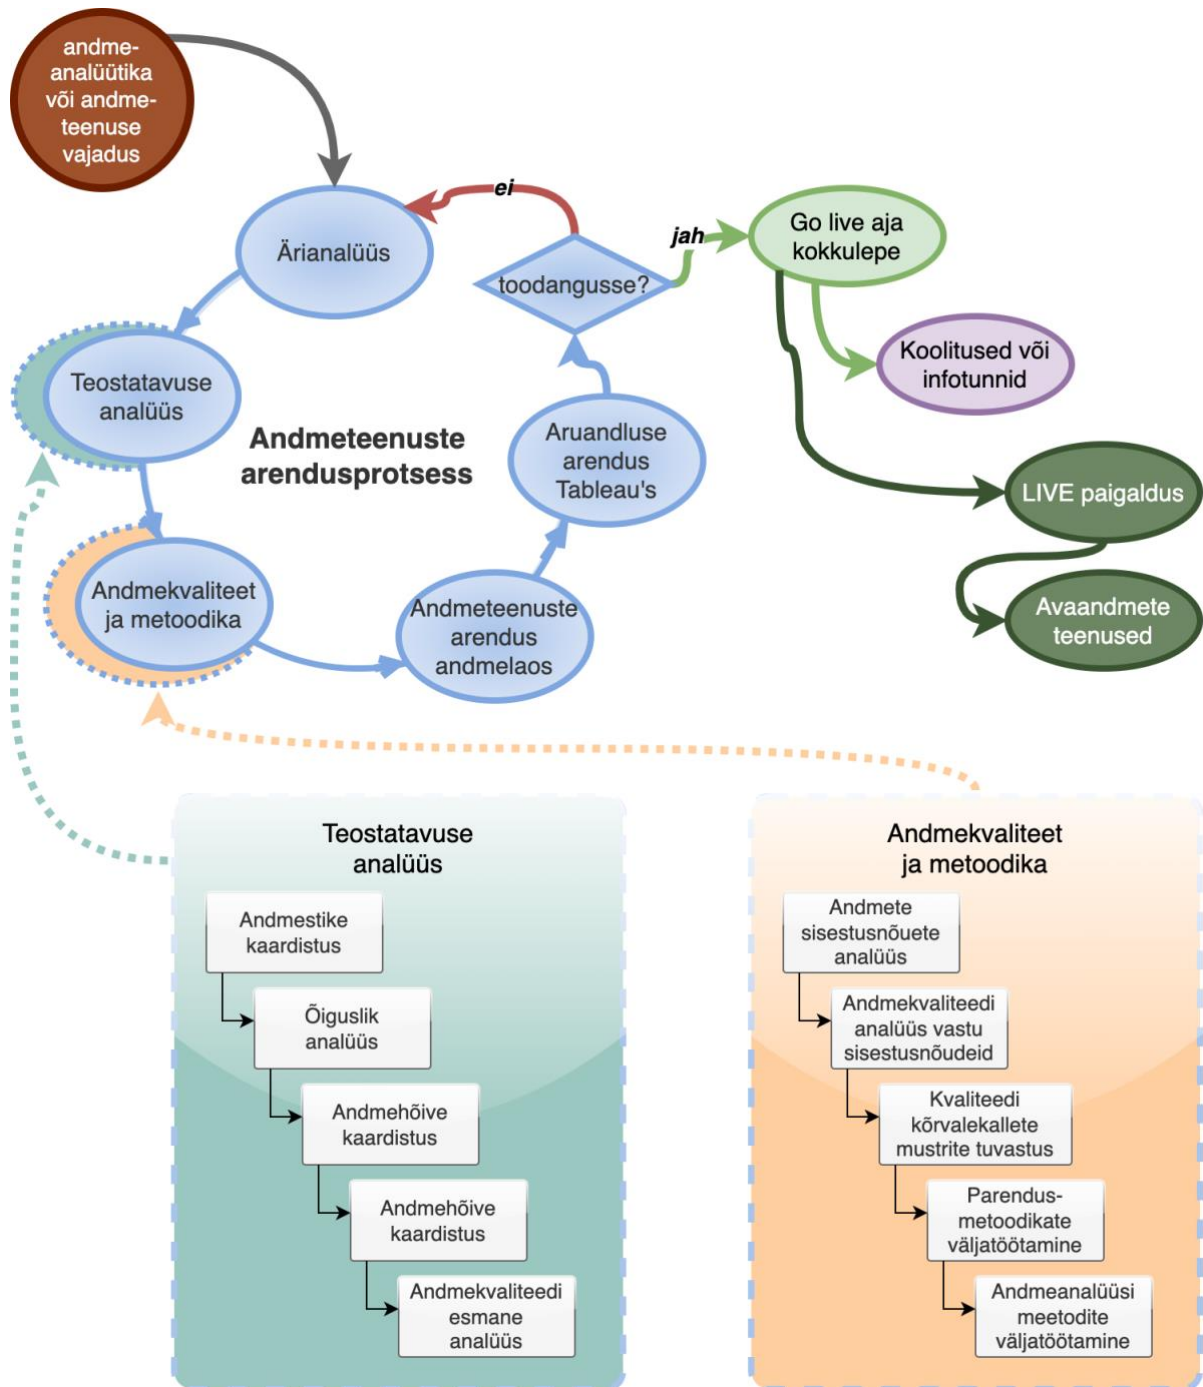 andme-
analüütika
või andme-
teenuse
vajadus
ei
jah
Ärianalüüs
toodangusse?
Go live aja
kokkulepe
Koolitused või
infotunnid
Teostatavuse
analüüs
Andmeteenuste
arendusprotsess
Aruandluse
arendus
Tableau's
LIVE paigaldus
Andmekvaliteet
ja metoodika
Andmeteenuste
arendus
andmelaos
Avaandmete
teenused
Teostatavuse
analüüs
Andmestike
kaardistus
Õiguslik
analüüs
Andmehõive
kaardistus
Andmehõive
kaardistus
Andmekvaliteedi
esmane
analüüs
Andmekvaliteet
ja metoodika
Andmete
sisestusnõuete
analüüs
Andmekvaliteedi
analüüs vastu
sisestusnõudeid
Kvaliteedi
kõrvalekallete
mustrite tuvastus
Parendus-
metoodikate
väljatöötamine
Andmeanalüüsi
meetodite
väljatöötamine